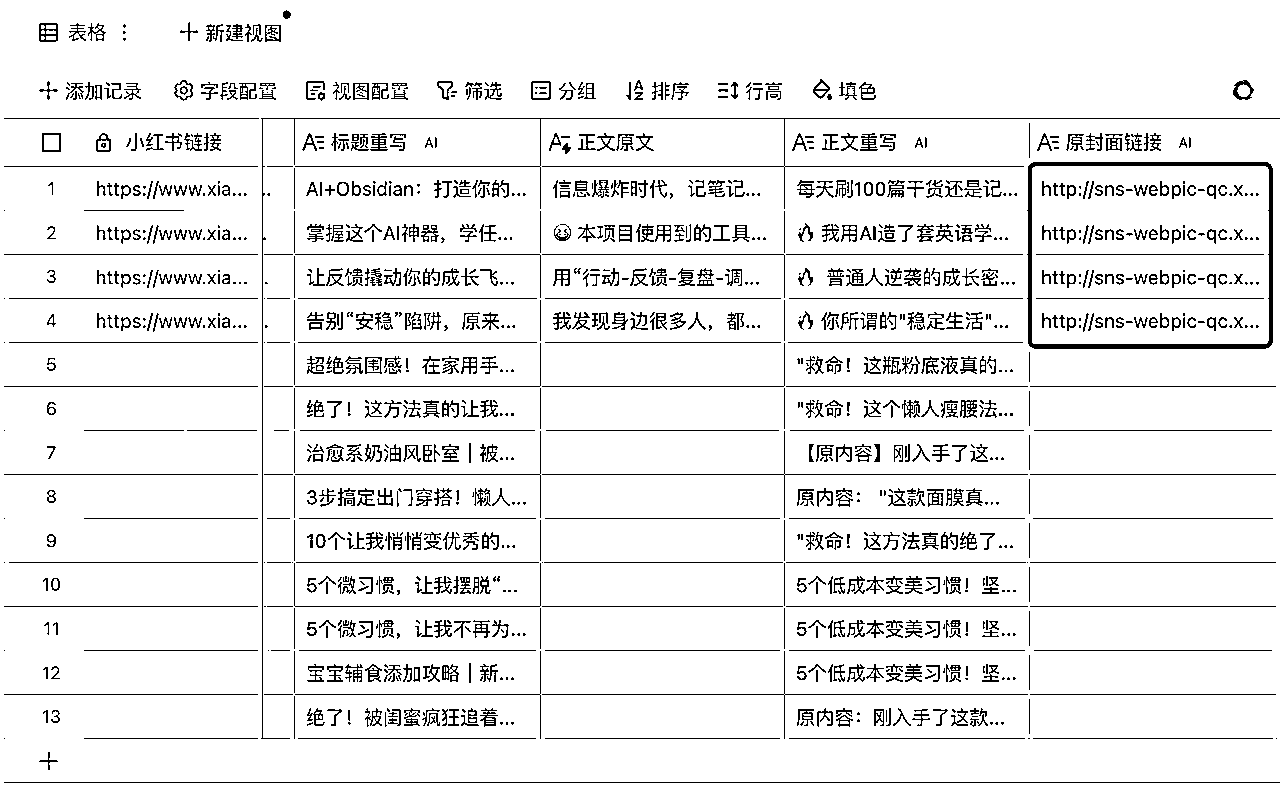 表格 新建视图
添加记录 字段配置 视图配置 筛选 分组 排序 行高 填色
小红书链接 标题重写 AI 正文原文 正文重写 AI 原封面链接 AI
1 https://www.xia... .. AI+Obsidian：打造你的... 信息爆炸时代，记笔记... 每天刷100篇干货还是记... http://sns-webpic-qc.x...
2 https://www.xia... . 掌握这个AI神器，学任... 😆 本项目使用到的工具... 🔥 我用AI造了套英语学... http://sns-webpic-qc.x...
3 https://www.xia... . 让反馈撬动你的成长飞... 用“行动-反馈-复盘-调... 🔥 普通人逆袭的成长密... http://sns-webpic-qc.x...
4 https://www.xia... . 告别“安稳”陷阱，原来... 我发现身边很多人，都... 🔥 你所谓的"稳定生活"... http://sns-webpic-qc.x...
5 超绝氛围感！在家用手... "救命！这瓶粉底液真的...
6 绝了！这方法真的让我... "救命！这个懒人瘦腰法...
7 治愈系奶油风卧室｜被... 【原内容】刚入手了这...
8 3步搞定出门穿搭！懒人... 原内容： "这款面膜真...
9 10个让我悄悄变优秀的... "救命！这方法真的绝了...
10 5个微习惯，让我摆脱“... 5个低成本变美习惯！坚...
11 5个微习惯，让我不再为... 5个低成本变美习惯！坚...
12 宝宝辅食添加攻略｜新... 5个低成本变美习惯！坚...
13 绝了！被闺蜜疯狂追着... 原内容：刚入手了这款...